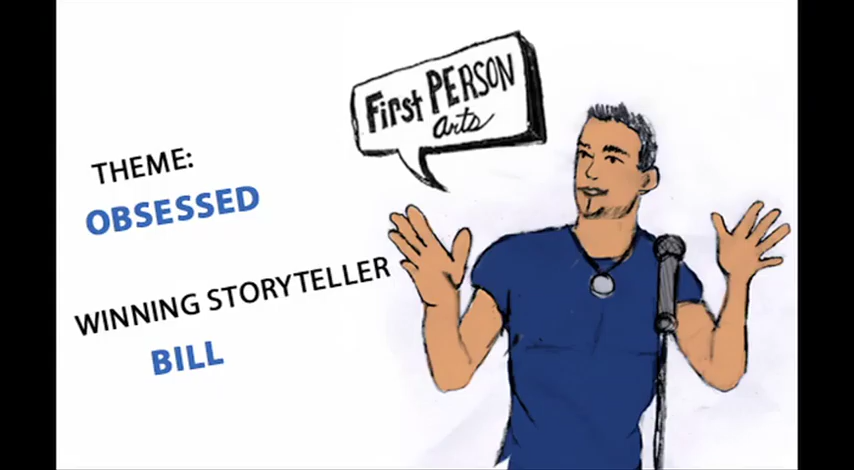 First PERSON
arts
THEME:
OBSESSED
WINNING STORYTELLER
BILL